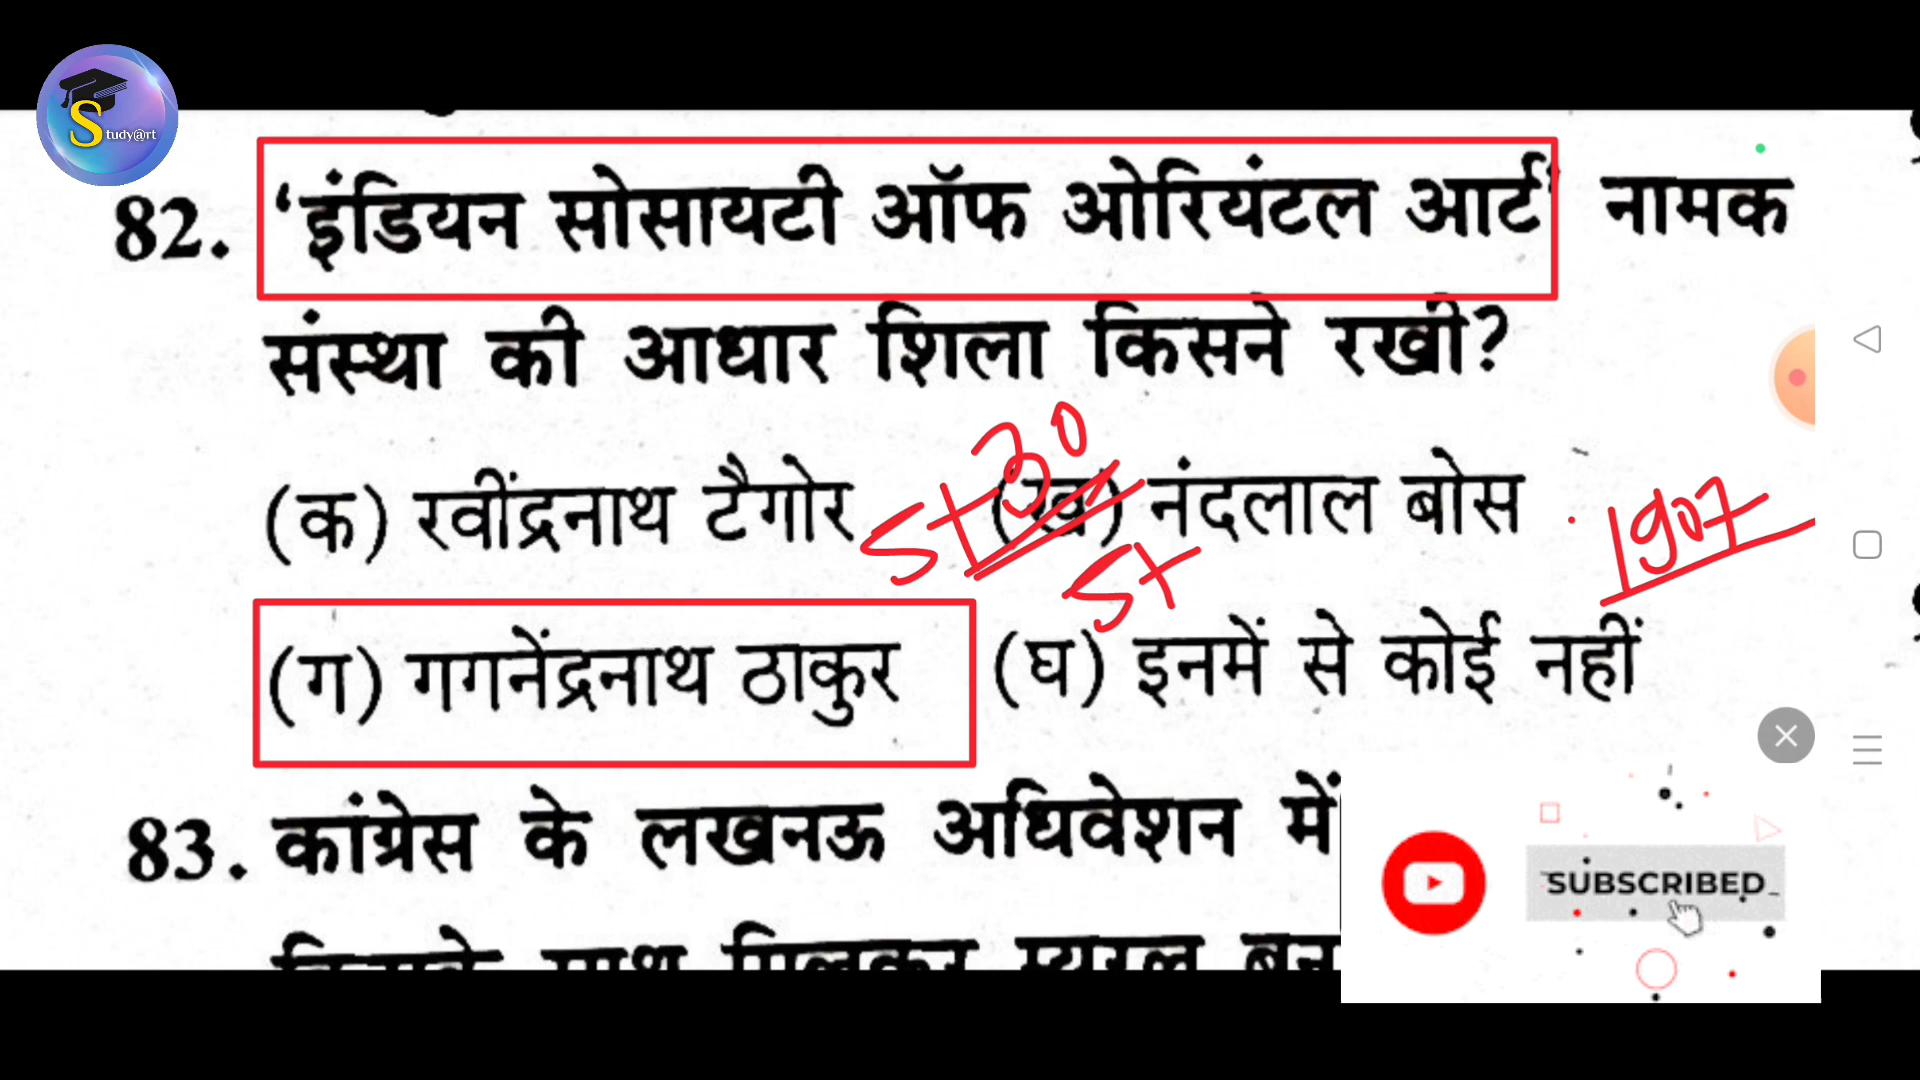 Study@rt
82. ‘इंडियन सोसायटी ऑफ ओरियंटल आर्ट’ नामक
संस्था की आधार शिला किसने रखी?
(क) रवींद्रनाथ टैगोर (ख) नंदलाल बोस
1907
(ग) गगनेंद्रनाथ ठाकुर (घ) इनमें से कोई नहीं
83. कांग्रेस के लखनऊ अधिवेशन में
SUBSCRIBED